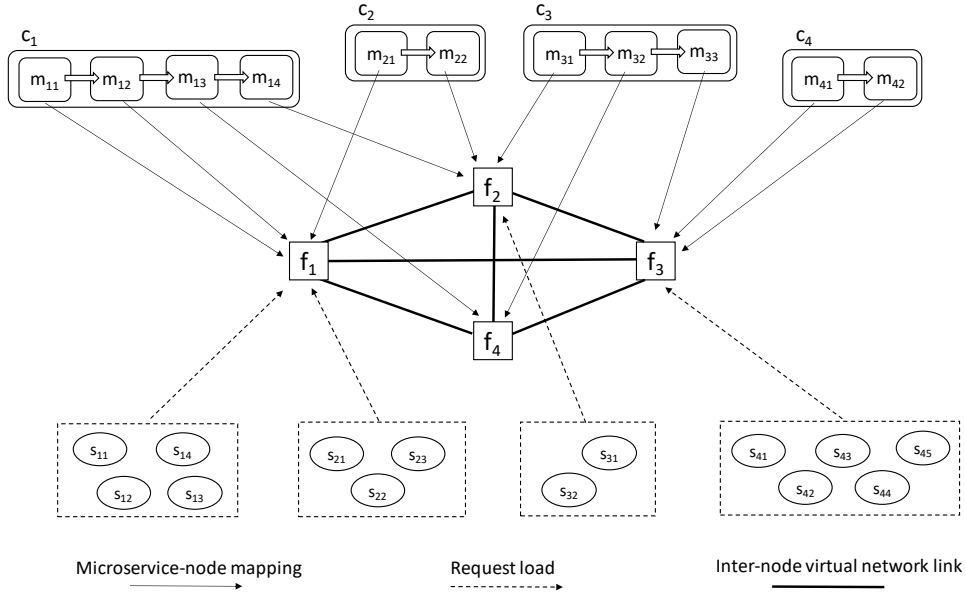 c₁
c₂
c₃
c₄
m₁₁ m₁₂ m₁₃ m₁₄
m₂₁ m₂₂
m₃₁ m₃₂ m₃₃
m₄₁ m₄₂
f₂
f₁
f₃
f₄
s₁₁ s₁₄
s₁₂ s₁₃
s₂₁ s₂₃
s₂₂
s₃₁
s₃₂
s₄₁ s₄₃ s₄₅
s₄₂ s₄₄
Microservice-node mapping
Request load
Inter-node virtual network link